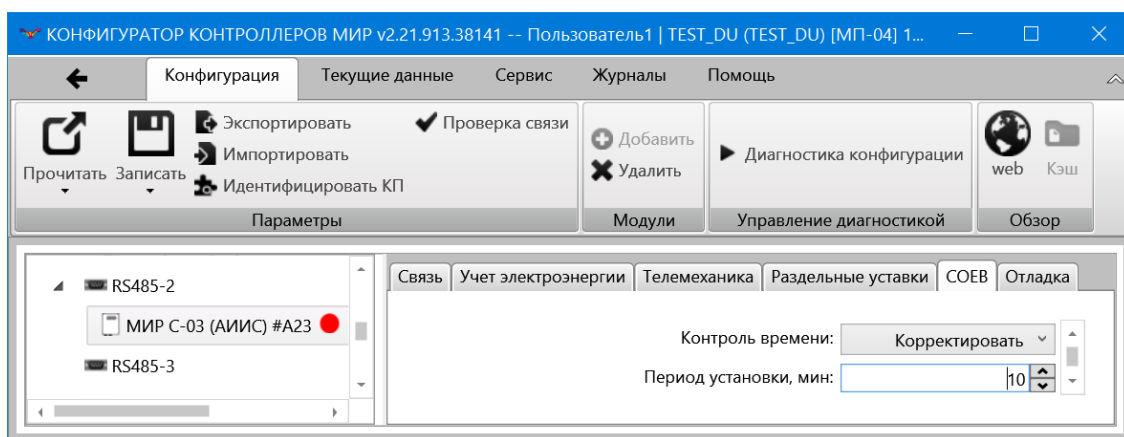 КОНФИГУРАТОР КОНТРОЛЛЕРОВ МИР v2.21.913.38141 -- Пользователь1 | TEST_DU (TEST_DU) [МП-04] 1...
Конфигурация Текущие данные Сервис Журналы Помощь
Экспортировать Проверка связи
Добавить
Импортировать
Диагностика конфигурации
Прочитать Записать Удалить web Кэш
Идентифицировать КП
Параметры Модули Управление диагностикой Обзор
Связь Учет электроэнергии Телемеханика Раздельные уставки СОЕВ Отладка
RS485-2
МИР С-03 (АИИС) #A23
Контроль времени: Корректировать
RS485-3
Период установки, мин: 10